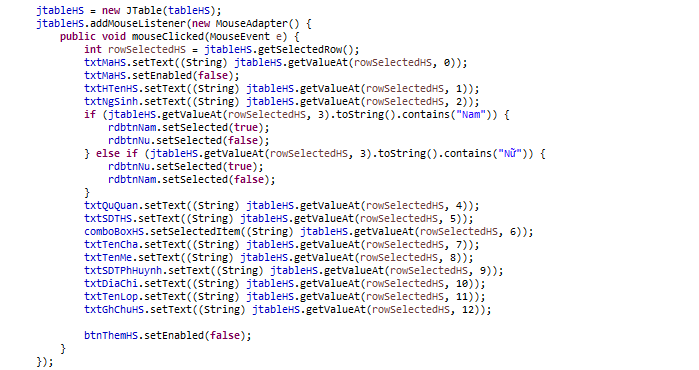 jtableHS = new JTable(tableHS);
jtableHS.addMouseListener(new MouseAdapter() {
    public void mouseClicked(MouseEvent e) {
        int rowSelectedHS = jtableHS.getSelectedRow();
        txtMaHS.setText((String) jtableHS.getValueAt(rowSelectedHS, 0));
        txtMaHS.setEnabled(false);
        txtHTenHS.setText((String) jtableHS.getValueAt(rowSelectedHS, 1));
        txtNgSinh.setText((String) jtableHS.getValueAt(rowSelectedHS, 2));
        if (jtableHS.getValueAt(rowSelectedHS, 3).toString().contains("Nam")) {
            rdbtnNam.setSelected(true);
            rdbtnNu.setSelected(false);
        } else if (jtableHS.getValueAt(rowSelectedHS, 3).toString().contains("Nữ")) {
            rdbtnNu.setSelected(true);
            rdbtnNam.setSelected(false);
        }
        txtQuQuan.setText((String) jtableHS.getValueAt(rowSelectedHS, 4));
        txtSDTHS.setText((String) jtableHS.getValueAt(rowSelectedHS, 5));
        comboBoxHS.setSelectedItem((String) jtableHS.getValueAt(rowSelectedHS, 6));
        txtTenCha.setText((String) jtableHS.getValueAt(rowSelectedHS, 7));
        txtTenMe.setText((String) jtableHS.getValueAt(rowSelectedHS, 8));
        txtSDTPhHuynh.setText((String) jtableHS.getValueAt(rowSelectedHS, 9));
        txtDiaChi.setText((String) jtableHS.getValueAt(rowSelectedHS, 10));
        txtTenLop.setText((String) jtableHS.getValueAt(rowSelectedHS, 11));
        txtGhChuHS.setText((String) jtableHS.getValueAt(rowSelectedHS, 12));

        btnThemHS.setEnabled(false);
    }
});